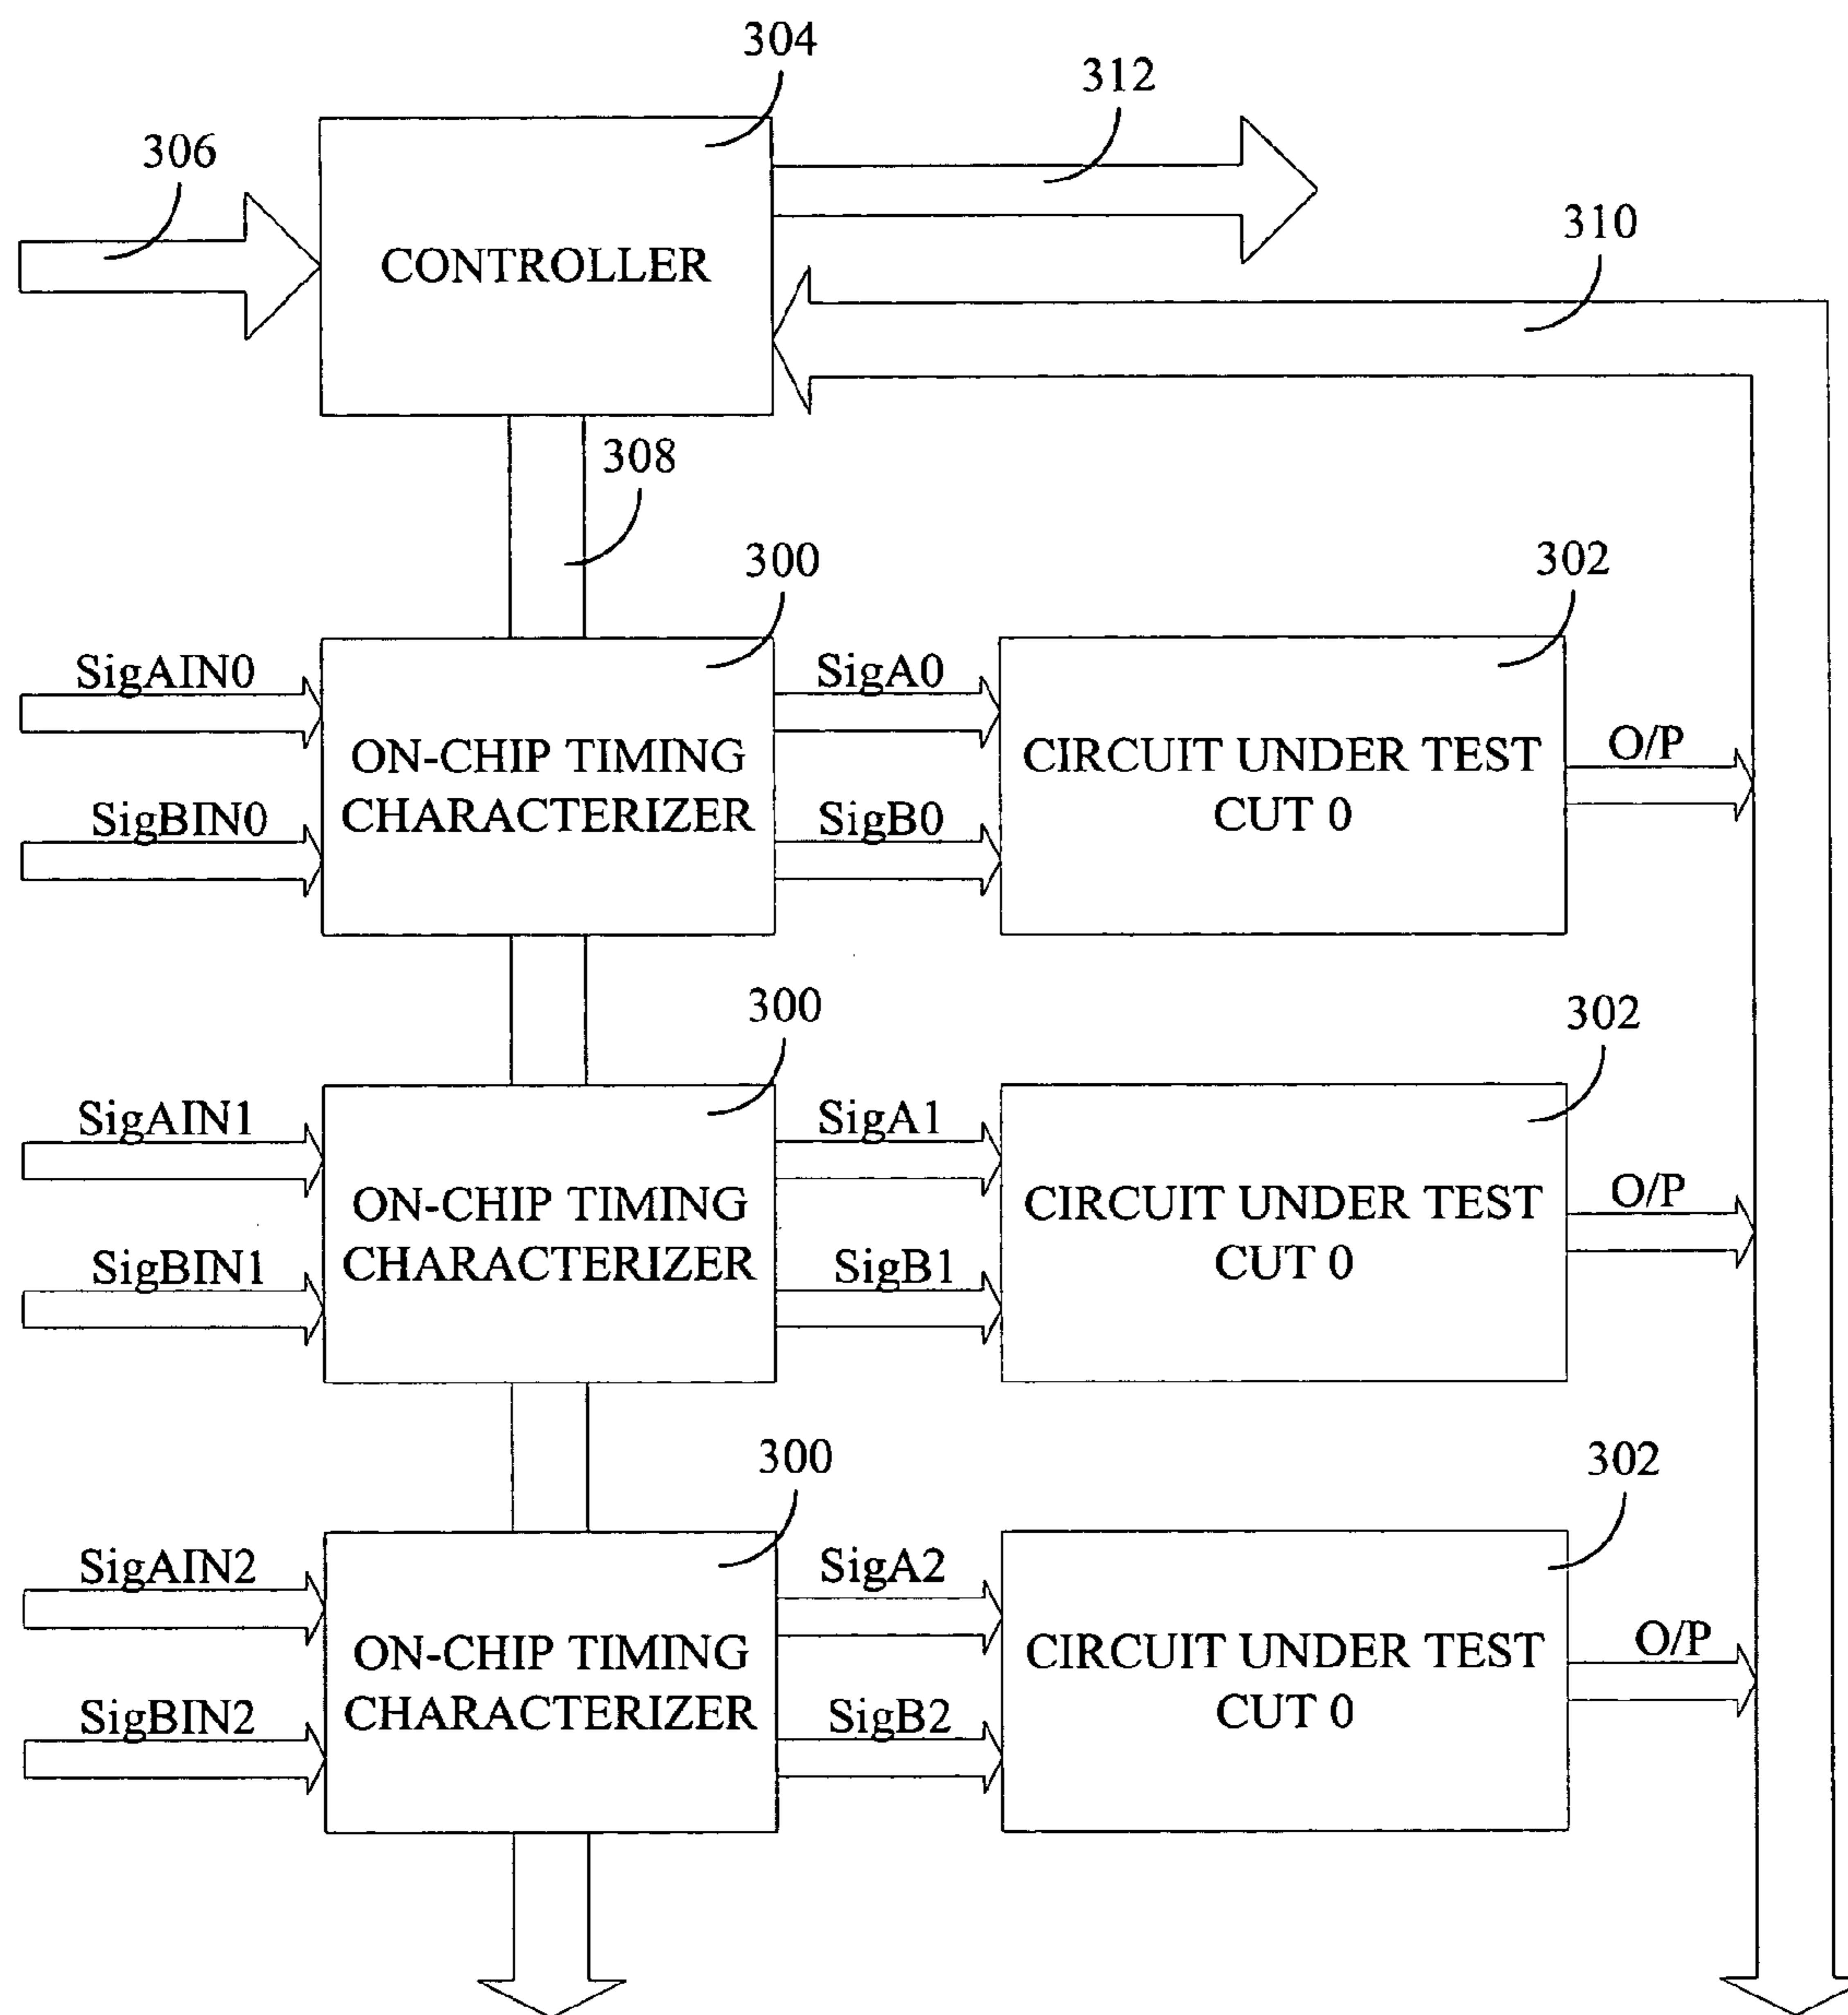 304
312
306
310
CONTROLLER
308
300
302
SigAIN0
SigA0
ON-CHIP TIMING
CHARACTERIZER
CIRCUIT UNDER TEST
CUT 0
O/P
SigBIN0
SigB0
300
302
SigAIN1
SigA1
ON-CHIP TIMING
CHARACTERIZER
CIRCUIT UNDER TEST
CUT 0
O/P
SigBIN1
SigB1
300
302
SigAIN2
SigA2
ON-CHIP TIMING
CHARACTERIZER
CIRCUIT UNDER TEST
CUT 0
O/P
SigBIN2
SigB2